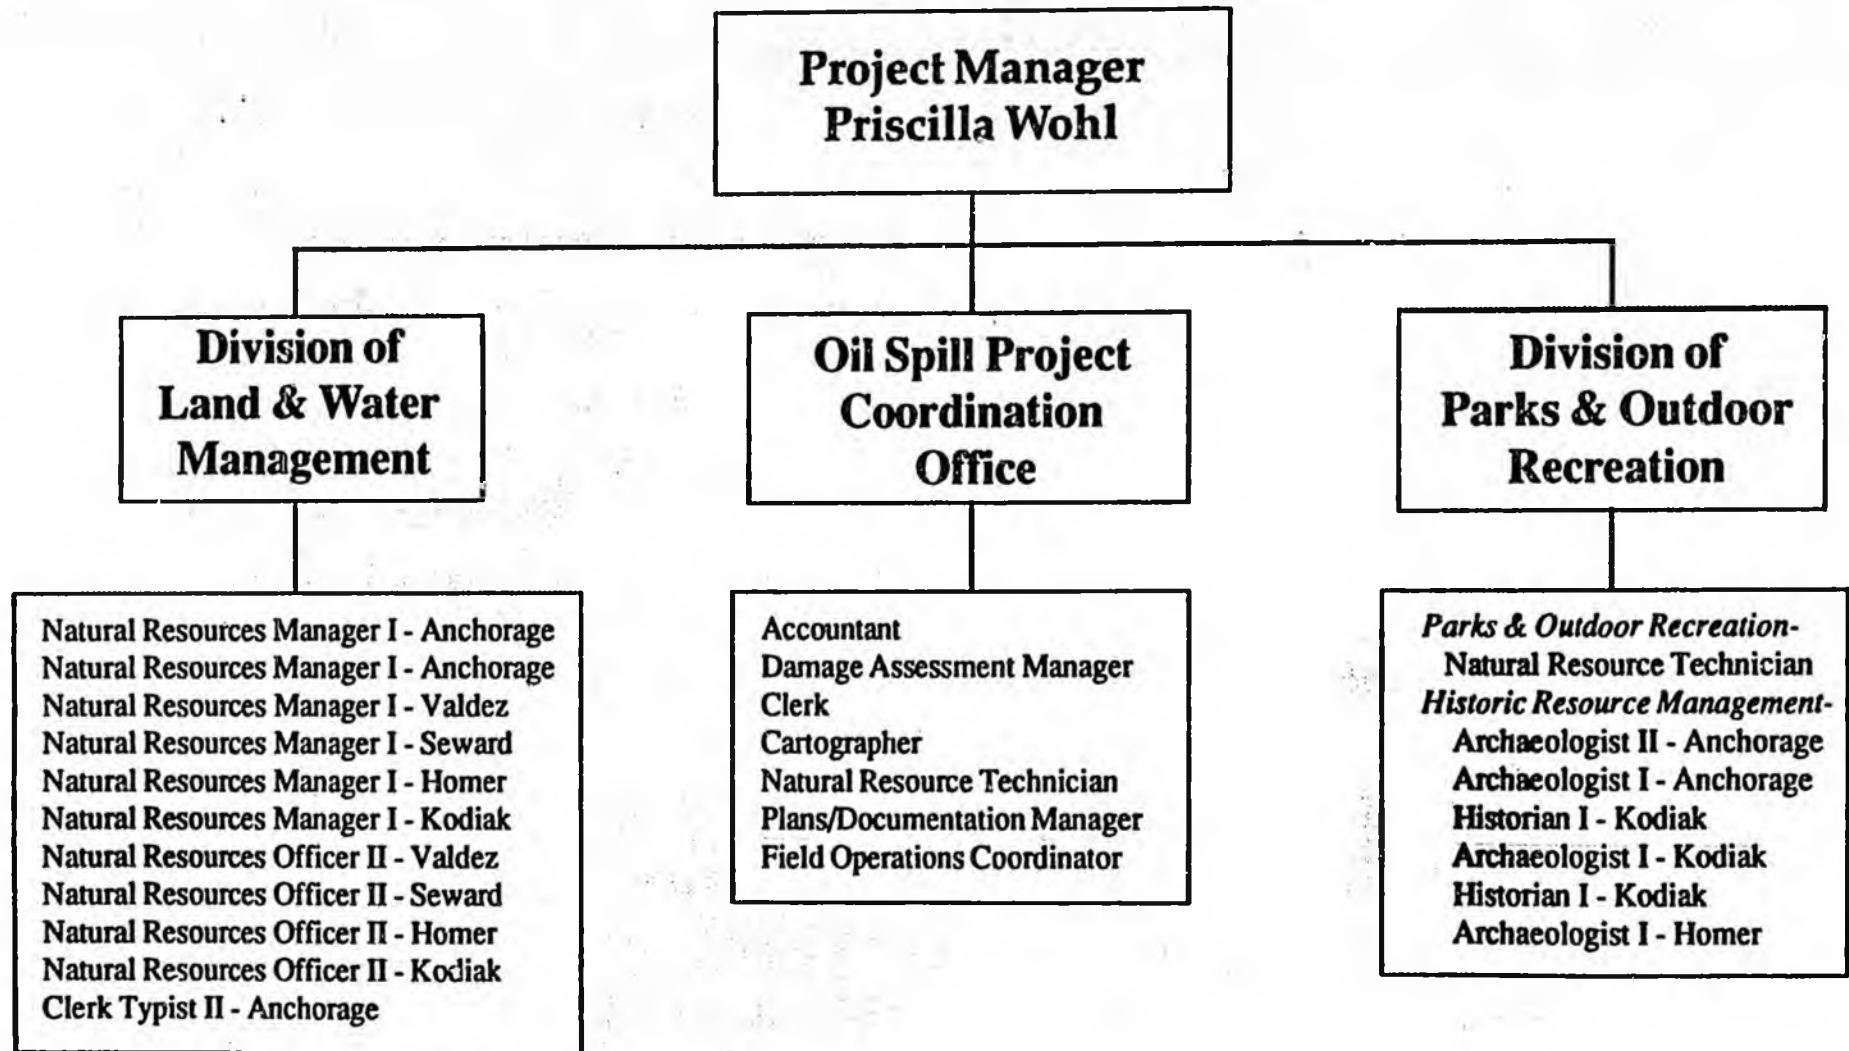 Project Manager
Priscilla Wohl
Division of
Land & Water
Management
Oil Spill Project
Coordination
Office
Division of
Parks & Outdoor
Recreation
Natural Resources Manager I - Anchorage
Natural Resources Manager I - Anchorage
Natural Resources Manager I - Valdez
Natural Resources Manager I - Seward
Natural Resources Manager I - Homer
Natural Resources Manager I - Kodiak
Natural Resources Officer II - Valdez
Natural Resources Officer II - Seward
Natural Resources Officer II - Homer
Natural Resources Officer II - Kodiak
Clerk Typist II - Anchorage
Accountant
Damage Assessment Manager
Clerk
Cartographer
Natural Resource Technician
Plans/Documentation Manager
Field Operations Coordinator
Parks & Outdoor Recreation-
Natural Resource Technician
Historic Resource Management-
Archaeologist II - Anchorage
Archaeologist I - Anchorage
Historian I - Kodiak
Archaeologist I - Kodiak
Historian I - Kodiak
Archaeologist I - Homer